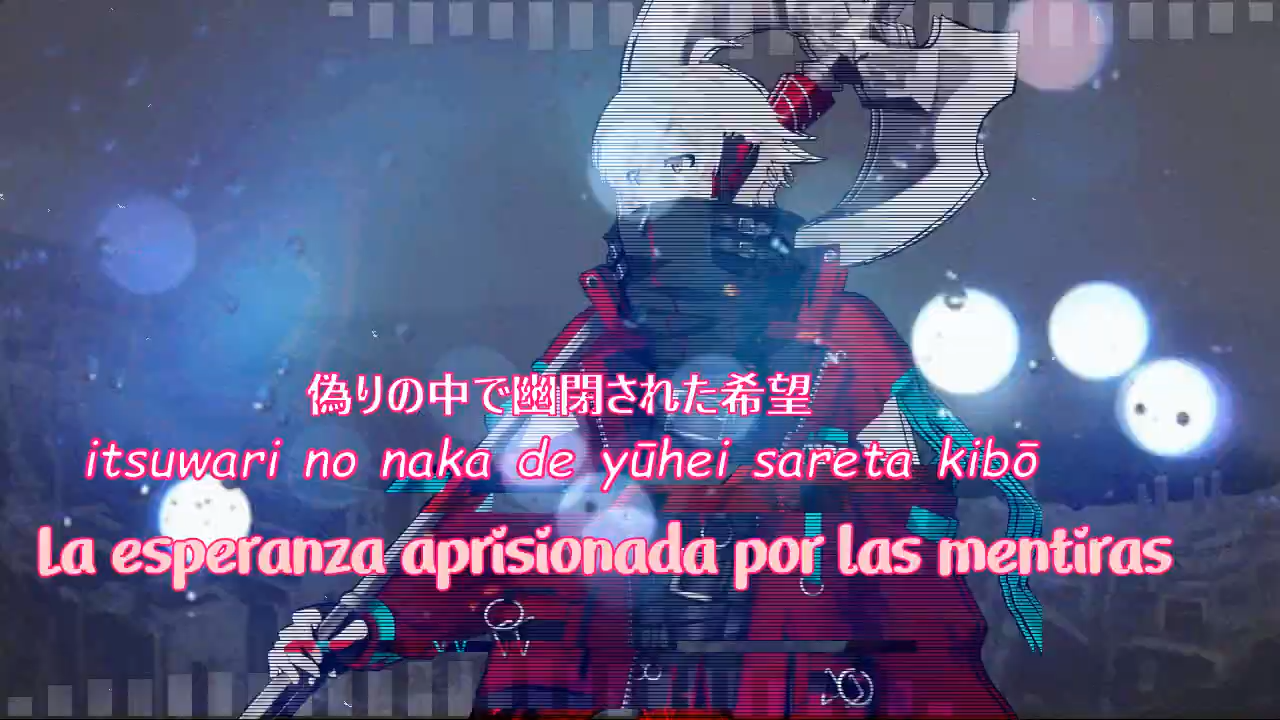 偽りの中で幽閉された希望
itsuwari no naka de yūhei sareta kibō
La esperanza aprisionada por las mentiras